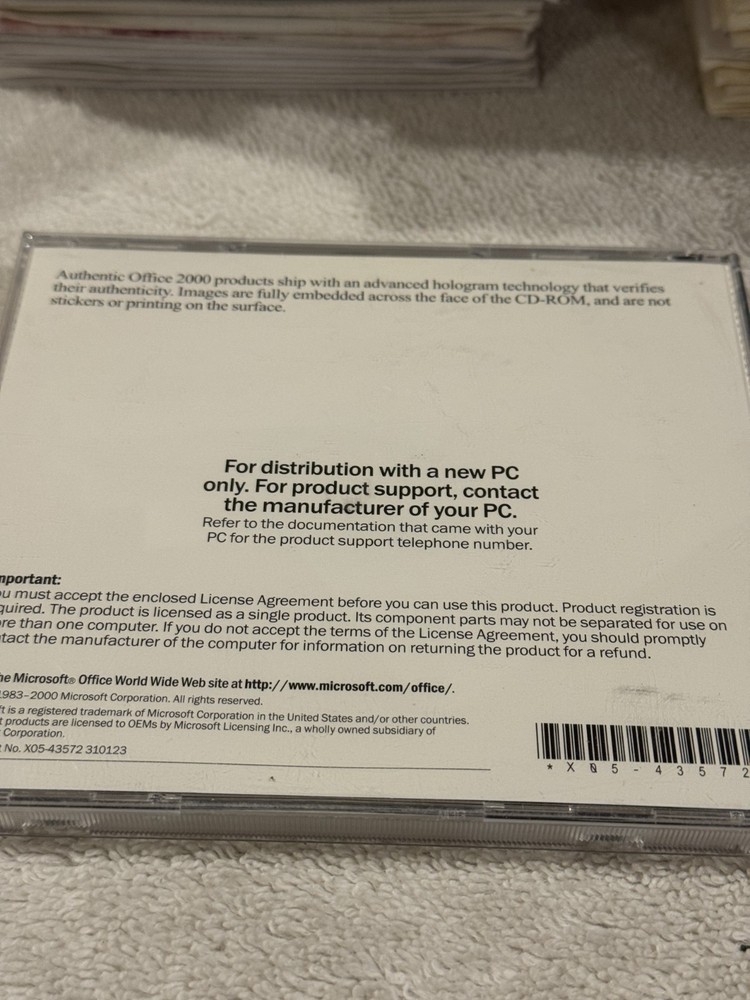 Authentic Office 2000 products ship with an advanced hologram technology that verifies
their authenticity. Images are fully embedded across the face of the CD-ROM, and are not
stickers or printing on the surface.
For distribution with a new PC
only. For product support, contact
the manufacturer of your PC.
Refer to the documentation that came with your
PC for the product support telephone number.
mportant:
u must accept the enclosed License Agreement before you can use this product. Product registration is
quired. The product is licensed as a single product. Its component parts may not be separated for use on
re than one computer. If you do not accept the terms of the License Agreement, you should promptly
tact the manufacturer of the computer for information on returning the product for a refund.
he Microsoft® Office World Wide Web site at http://www.microsoft.com/office/.
1983–2000 Microsoft Corporation. All rights reserved.
ft is a registered trademark of Microsoft Corporation in the United States and/or other countries.
t products are licensed to OEMs by Microsoft Licensing Inc., a wholly owned subsidiary of
Corporation.
t No. X05-43572 310123
* X 0 5 - 4 3 5 7 2